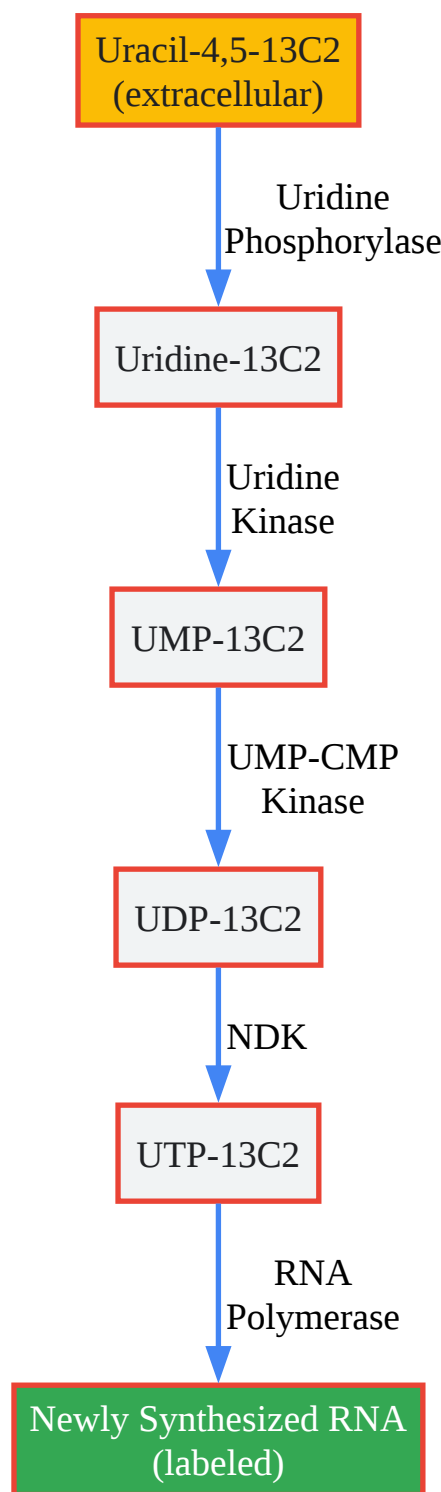 Uracil-4,5-13C2
(extracellular)
Uridine
Phosphorylase
Uridine-13C2
Uridine
Kinase
UMP-13C2
UMP-CMP
Kinase
UDP-13C2
NDK
UTP-13C2
RNA
Polymerase
Newly Synthesized RNA
(labeled)